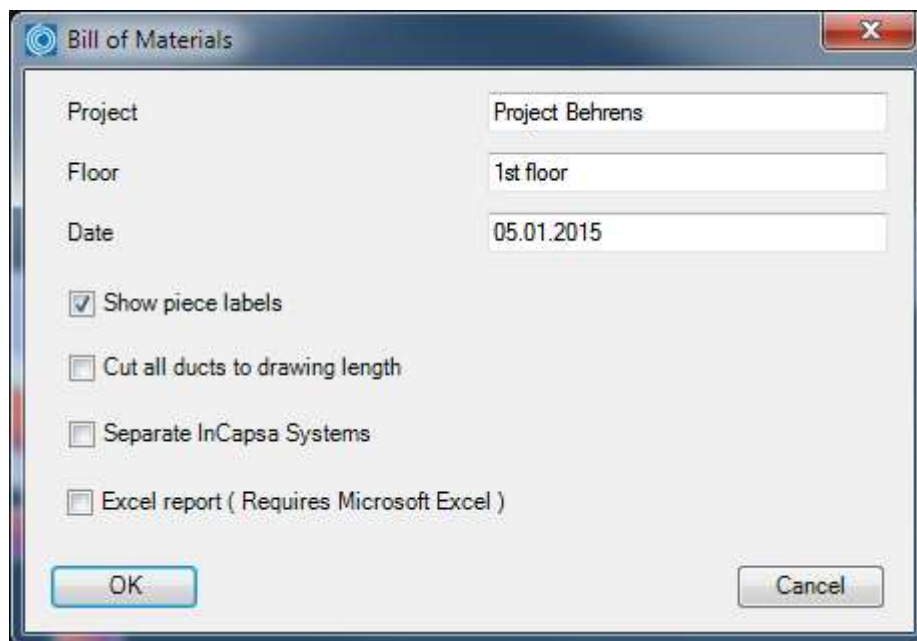 Bill of Materials
Project Project Behrens
Floor 1st floor
Date 05.01.2015
Show piece labels
Cut all ducts to drawing length
Separate InCapsa Systems
Excel report ( Requires Microsoft Excel )
OK Cancel